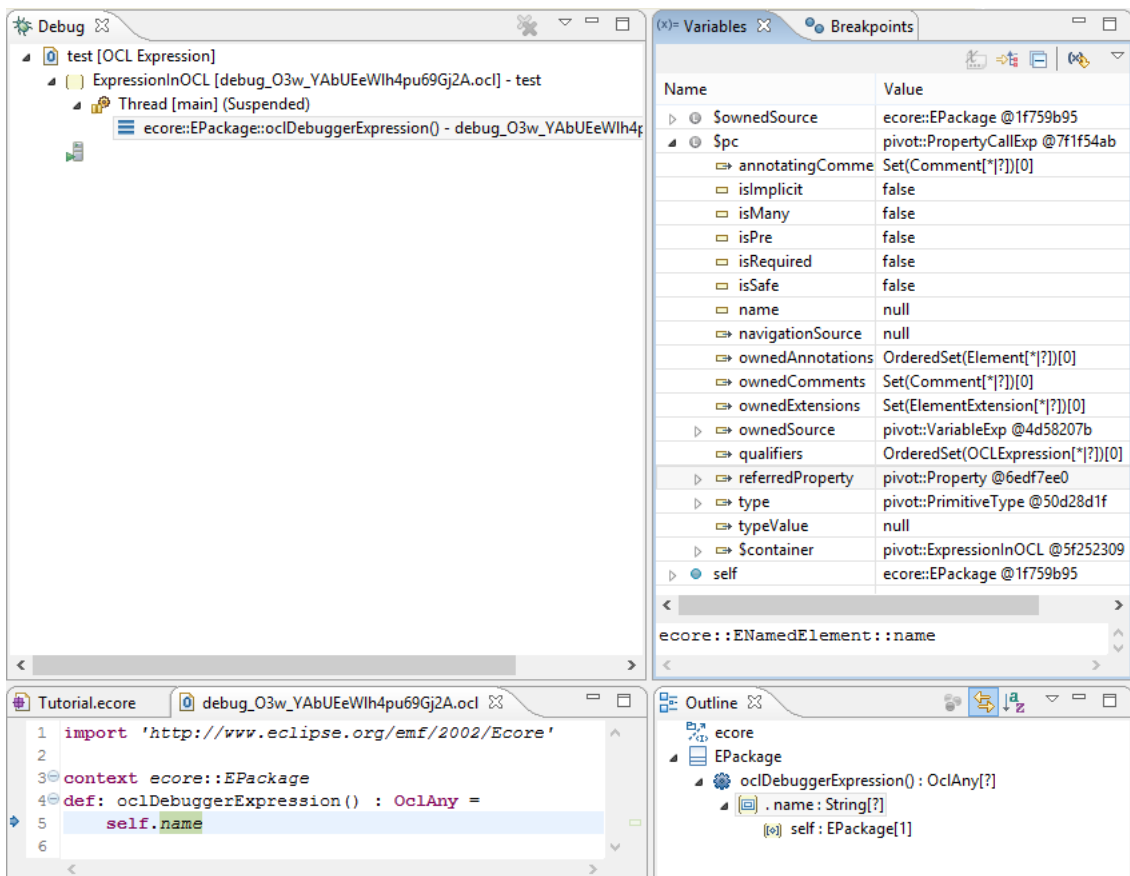 Debug
test [OCL Expression]
ExpressionInOCL [debug_O3w_YAbUEeWIh4pu69Gj2A.ocl] - test
Thread [main] (Suspended)
ecore::EPackage::oclDebuggerExpression() - debug_O3w_YAbUEeWIh4p
(x)= Variables
Breakpoints
Name Value
$ownedSource ecore::EPackage @1f759b95
$pc pivot::PropertyCallExp @7f1f54ab
annotatingComme Set(Comment[*|?])[0]
isImplicit false
isMany false
isPre false
isRequired false
isSafe false
name null
navigationSource null
ownedAnnotations OrderedSet(Element[*|?])[0]
ownedComments Set(Comment[*|?])[0]
ownedExtensions Set(ElementExtension[*|?])[0]
ownedSource pivot::VariableExp @4d58207b
qualifiers OrderedSet(OCLExpression[*|?])[0]
referredProperty pivot::Property @6edf7ee0
type pivot::PrimitiveType @50d28d1f
typeValue null
$container pivot::ExpressionInOCL @5f252309
self ecore::EPackage @1f759b95
ecore::ENamedElement::name
Tutorial.ecore
debug_O3w_YAbUEeWIh4pu69Gj2A.ocl
1 import 'http://www.eclipse.org/emf/2002/Ecore'
2
3 context ecore::EPackage
4 def: oclDebuggerExpression() : OclAny =
5 self.name
6
Outline
ecore
EPackage
oclDebuggerExpression() : OclAny[?]
. name : String[?]
self : EPackage[1]